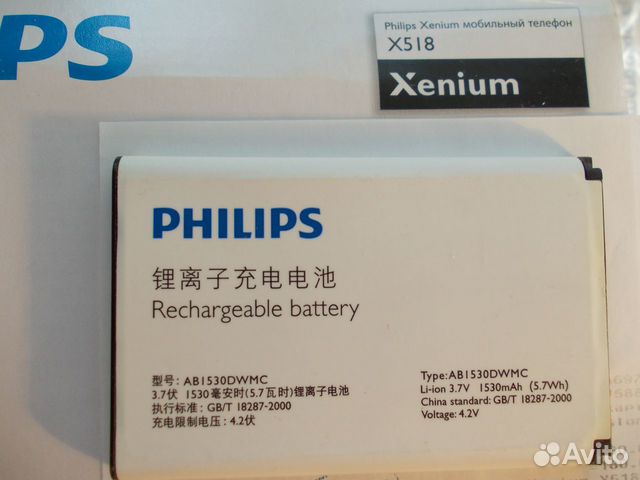 PS
Philips Xenium мобильный телефон
X518
Xenium
PHILIPS
锂离子充电电池
Rechargeable battery
型号: AB1530DWMC
3.7伏 1530毫安时(5.7瓦时)锂离子电池
执行标准: GB/T 18287-2000
充电限制电压: 4.2伏
Type: AB1530DWMC
Li-ion 3.7V 1530mAh (5.7Wh)
China standard: GB/T 18287-2000
Voltage: 4.2V
Avito